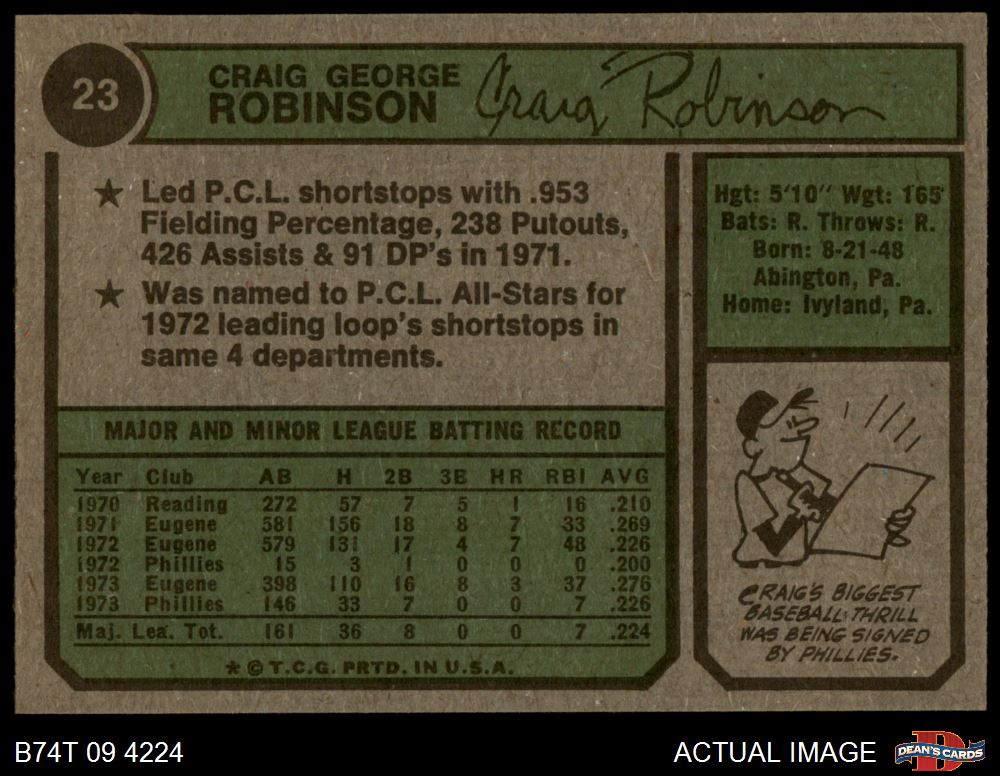 23
CRAIG GEORGE
ROBINSON
Craig Robinson
★ Led P.C.L. shortstops with .953
Fielding Percentage, 238 Putouts,
426 Assists & 91 DP's in 1971.
★ Was named to P.C.L. All-Stars for
1972 leading loop's shortstops in
same 4 departments.
Hgt: 5'10" Wgt: 165
Bats: R. Throws: R.
Born: 8-21-48
Abington, Pa.
Home: Ivyland, Pa.
MAJOR AND MINOR LEAGUE BATTING RECORD
Year Club AB H 2B 3B HR RBI AVG
1970 Reading 272 57 7 5 1 16 .210
1971 Eugene 581 156 18 8 7 33 .269
1972 Eugene 579 131 17 4 7 48 .226
1972 Phillies 15 3 1 0 0 0 .200
1973 Eugene 398 110 16 8 3 37 .276
1973 Phillies 146 33 7 0 0 7 .226
Maj. Lea. Tot. 161 36 8 0 0 7 .224
★ © T.C.G. PRTD. IN U.S.A.
CRAIG'S BIGGEST
BASEBALL THRILL
WAS BEING SIGNED
BY PHILLIES.
B74T 09 4224
ACTUAL IMAGE
DEAN'S CARDS